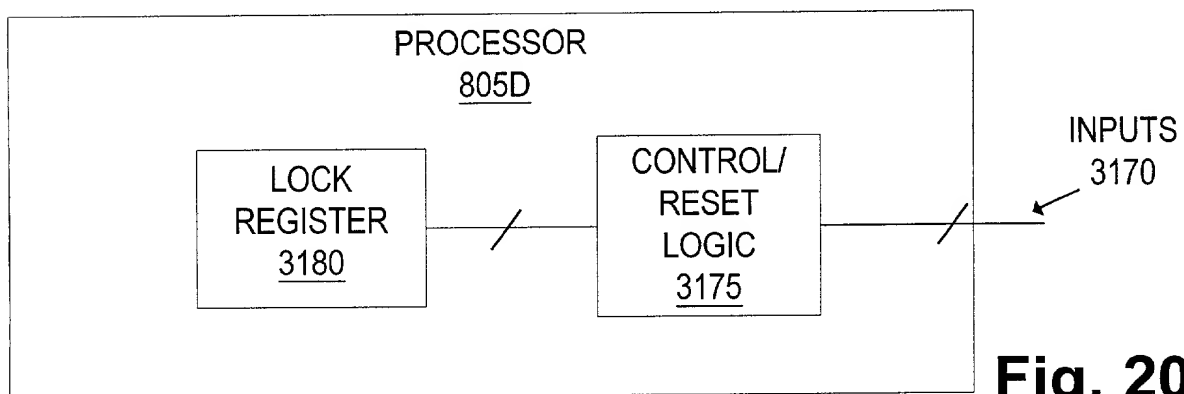 PROCESSOR
805D
LOCK
REGISTER
3180
CONTROL/
RESET
LOGIC
3175
INPUTS
3170
Fig. 20